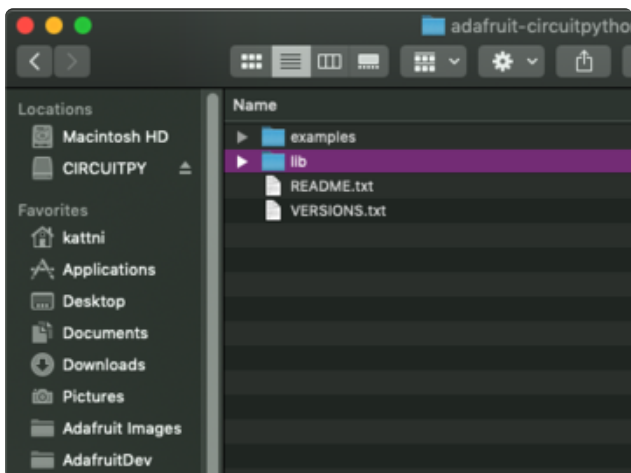 adafruit-circuitpytho
Locations
Macintosh HD
CIRCUITPY
Favorites
kattni
Applications
Desktop
Documents
Downloads
Pictures
Adafruit Images
AdafruitDev
Name
examples
lib
README.txt
VERSIONS.txt